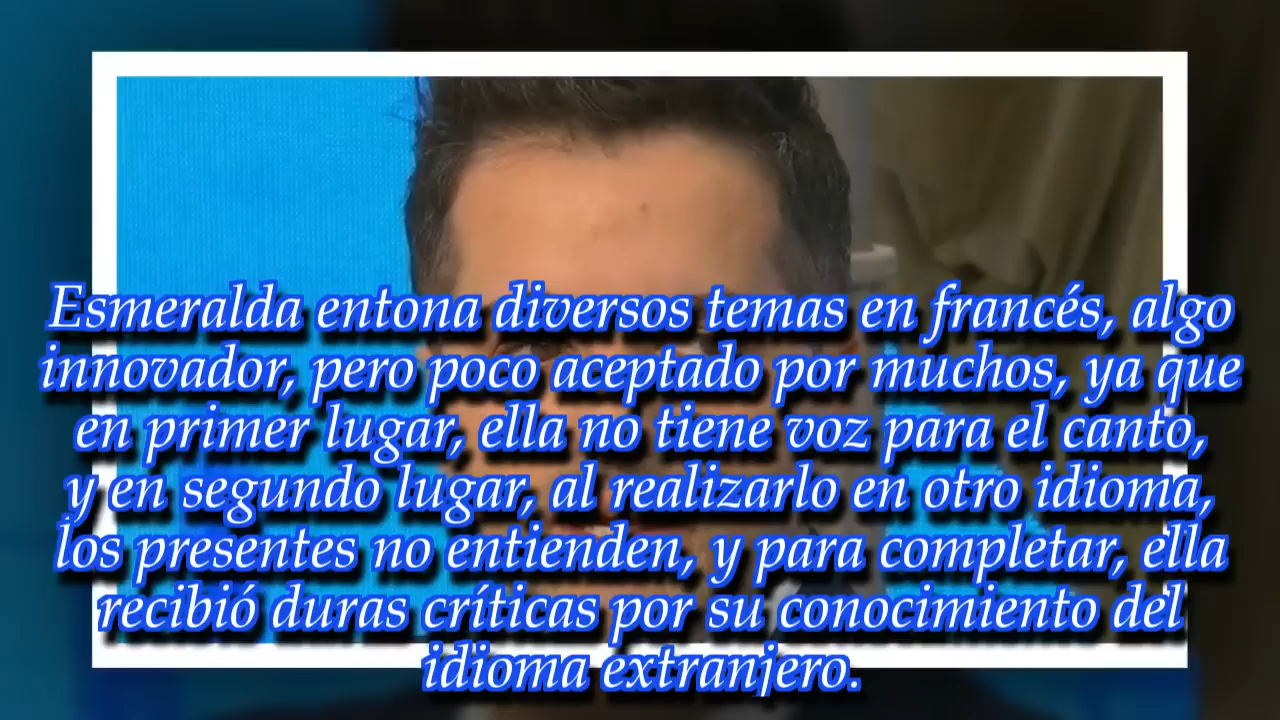 Esmeralda entona diversos temas en francés, algo
innovador, pero poco aceptado por muchos, ya que
en primer lugar, ella no tiene voz para el canto,
y en segundo lugar, al realizarlo en otro idioma,
los presentes no entienden, y para completar, ella
recibió duras críticas por su conocimiento del
idioma extranjero.